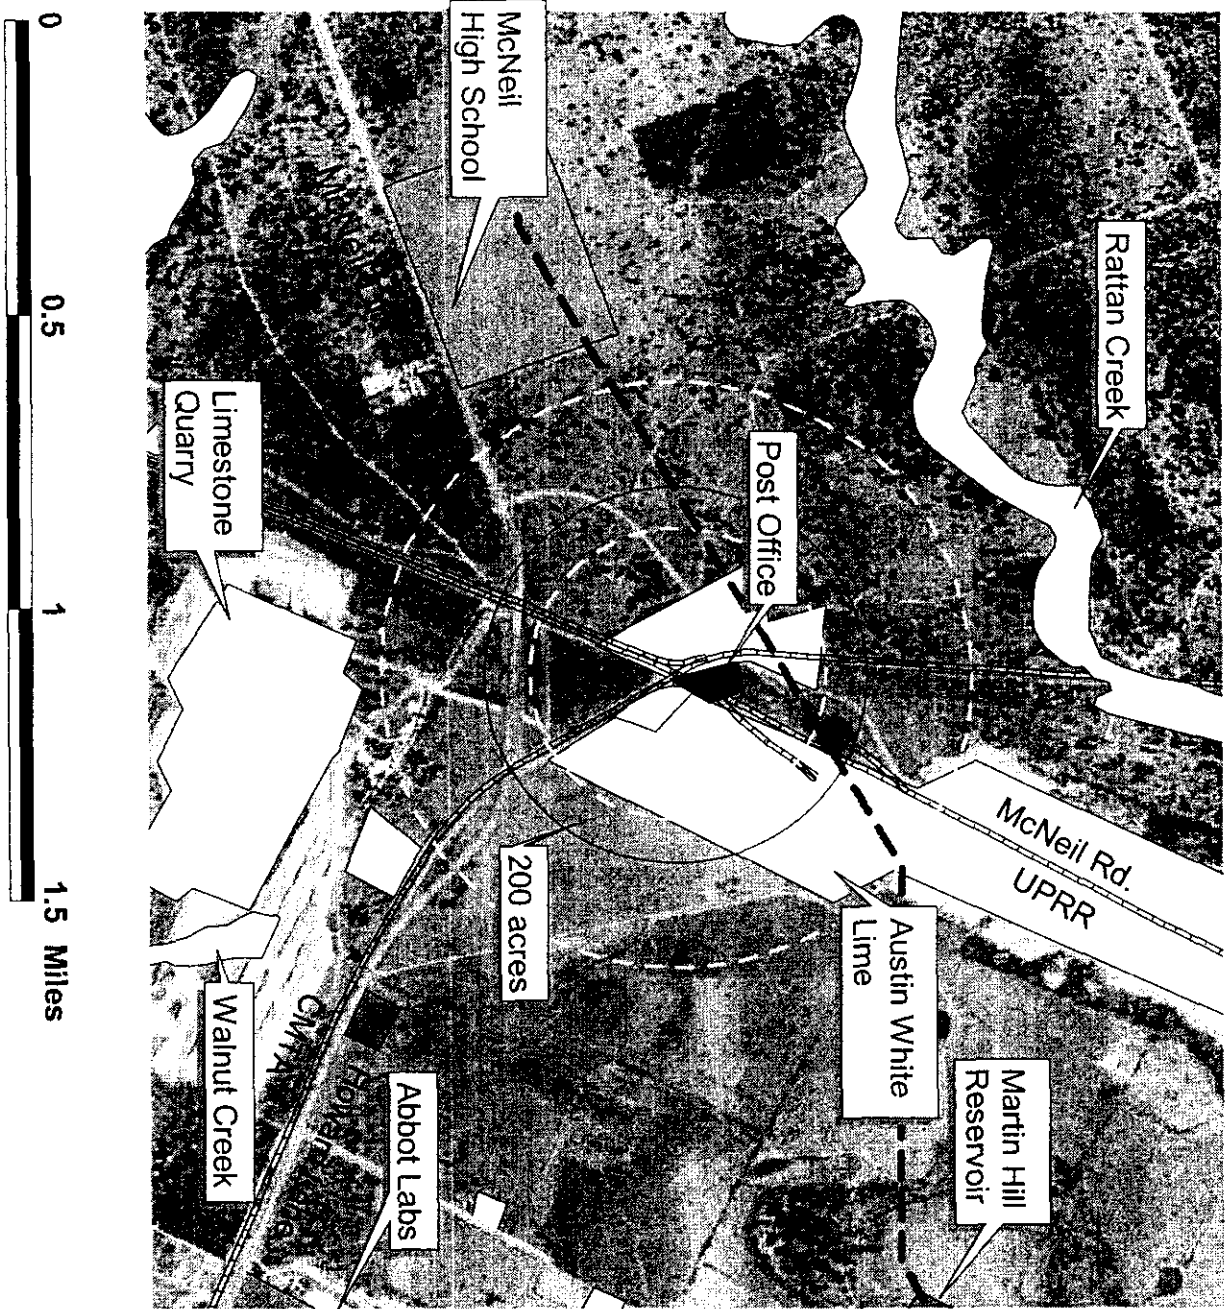 McNeil
High School
Rattan Creek
Post Office
Limestone
Quarry
200 acres
McNeil Rd.
UPRR
Austin White
Lime
Martin Hill
Reservoir
Walnut Creek
CMTA
Abbot Labs
0
0.5
1
1.5 Miles